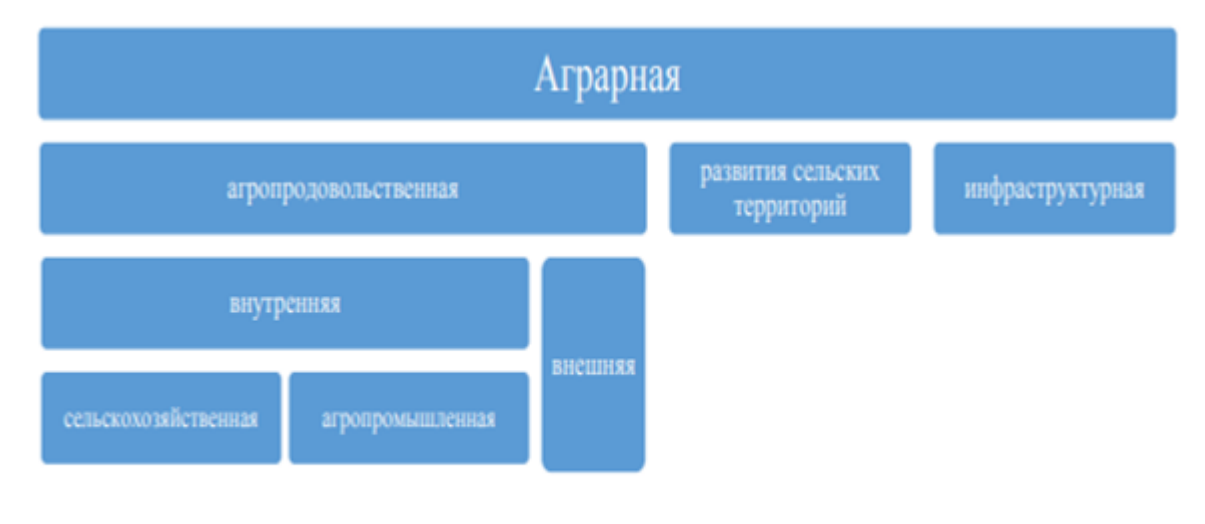 Аграрная
агропродовольственная
развития сельских
территорий
инфраструктурная
внутренняя
внешняя
сельскохозяйственная
агропромышленная